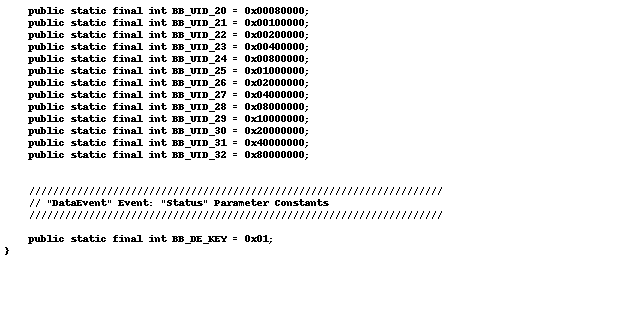 public static final int BB_UID_20 = 0x00080000;
public static final int BB_UID_21 = 0x00100000;
public static final int BB_UID_22 = 0x00200000;
public static final int BB_UID_23 = 0x00400000;
public static final int BB_UID_24 = 0x00800000;
public static final int BB_UID_25 = 0x01000000;
public static final int BB_UID_26 = 0x02000000;
public static final int BB_UID_27 = 0x04000000;
public static final int BB_UID_28 = 0x08000000;
public static final int BB_UID_29 = 0x10000000;
public static final int BB_UID_30 = 0x20000000;
public static final int BB_UID_31 = 0x40000000;
public static final int BB_UID_32 = 0x80000000;
/////////////////////////////////////////////////////////////////////
// "DataEvent" Event: "Status" Parameter Constants
/////////////////////////////////////////////////////////////////////
public static final int BB_DE_KEY = 0x01;
}